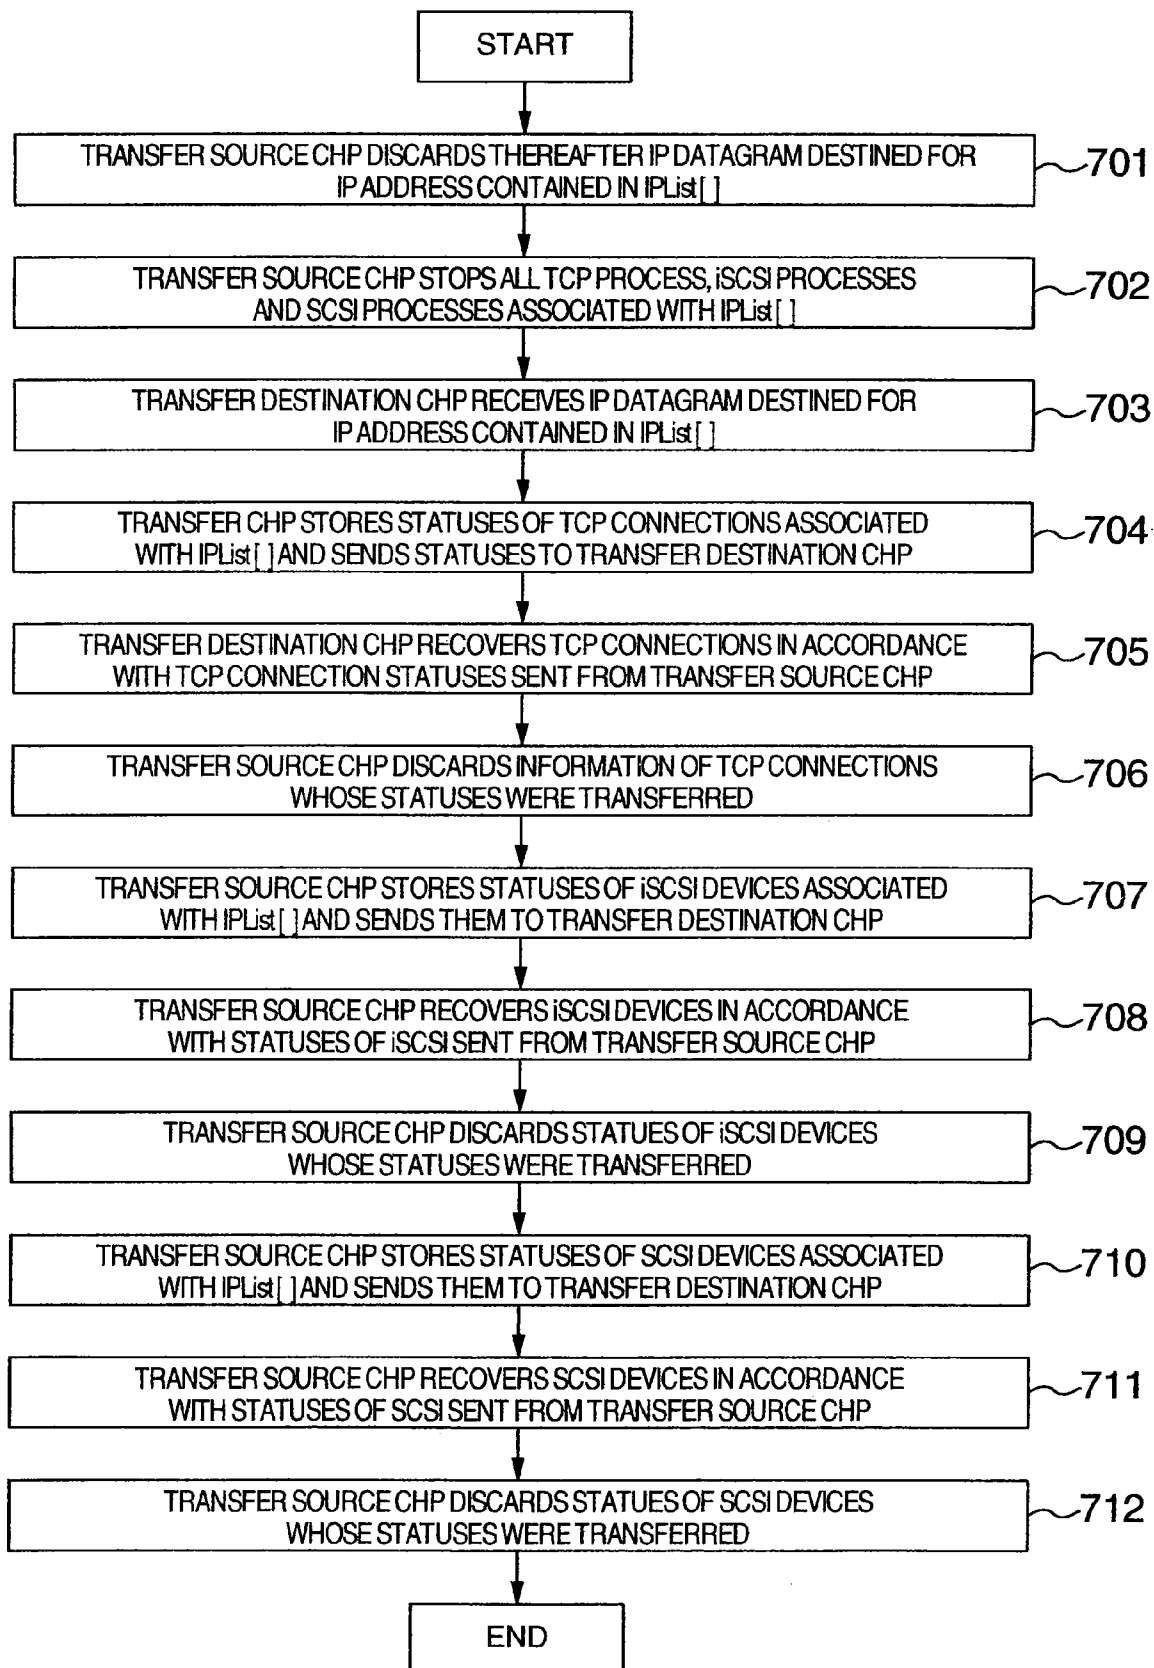 START
TRANSFER SOURCE CHP DISCARDS THEREAFTER IP DATAGRAM DESTINED FOR
IP ADDRESS CONTAINED IN IPList[ ]
701
TRANSFER SOURCE CHP STOPS ALL TCP PROCESS, iSCSI PROCESSES
AND SCSI PROCESSES ASSOCIATED WITH IPList[ ]
702
TRANSFER DESTINATION CHP RECEIVES IP DATAGRAM DESTINED FOR
IP ADDRESS CONTAINED IN IPList[ ]
703
TRANSFER CHP STORES STATUSES OF TCP CONNECTIONS ASSOCIATED
WITH IPList[ ] AND SENDS STATUSES TO TRANSFER DESTINATION CHP
704
TRANSFER DESTINATION CHP RECOVERS TCP CONNECTIONS IN ACCORDANCE
WITH TCP CONNECTION STATUSES SENT FROM TRANSFER SOURCE CHP
705
TRANSFER SOURCE CHP DISCARDS INFORMATION OF TCP CONNECTIONS
WHOSE STATUSES WERE TRANSFERRED
706
TRANSFER SOURCE CHP STORES STATUSES OF iSCSI DEVICES ASSOCIATED
WITH IPList[ ] AND SENDS THEM TO TRANSFER DESTINATION CHP
707
TRANSFER SOURCE CHP RECOVERS iSCSI DEVICES IN ACCORDANCE
WITH STATUSES OF iSCSI SENT FROM TRANSFER SOURCE CHP
708
TRANSFER SOURCE CHP DISCARDS STATUES OF iSCSI DEVICES
WHOSE STATUSES WERE TRANSFERRED
709
TRANSFER SOURCE CHP STORES STATUSES OF SCSI DEVICES ASSOCIATED
WITH IPList[ ] AND SENDS THEM TO TRANSFER DESTINATION CHP
710
TRANSFER SOURCE CHP RECOVERS SCSI DEVICES IN ACCORDANCE
WITH STATUSES OF SCSI SENT FROM TRANSFER SOURCE CHP
711
TRANSFER SOURCE CHP DISCARDS STATUES OF SCSI DEVICES
WHOSE STATUSES WERE TRANSFERRED
712
END